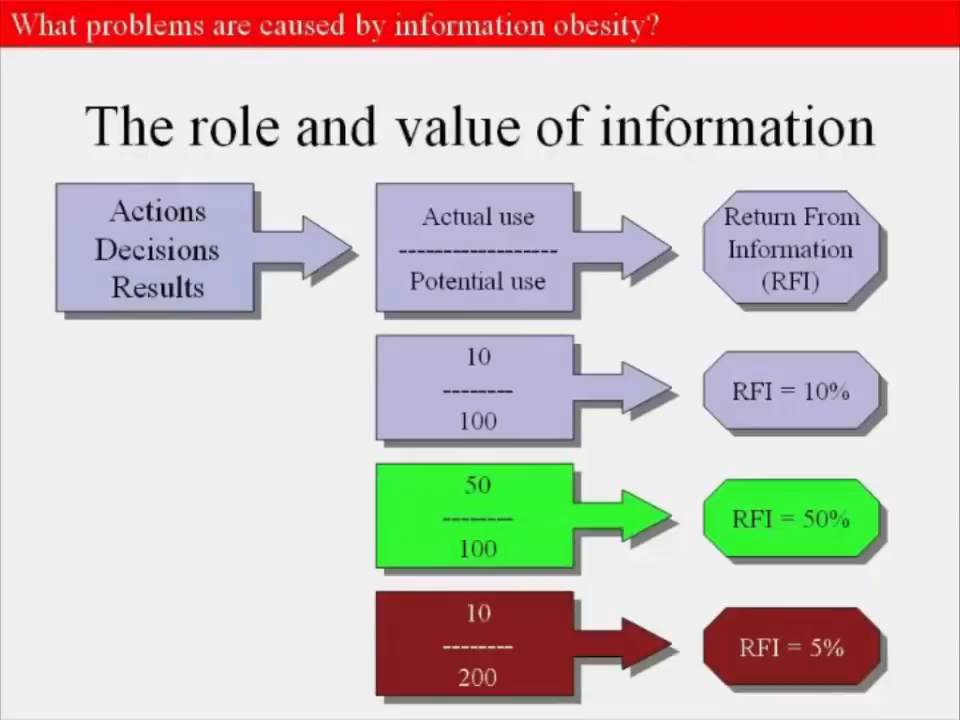 What problems are caused by information obesity?
The role and value of information
Actions
Decisions
Results
Actual use
-----------------
Potential use
Return From
Information
(RFI)
10
--------
100
RFI = 10%
50
--------
100
RFI = 50%
10
--------
200
RFI = 5%